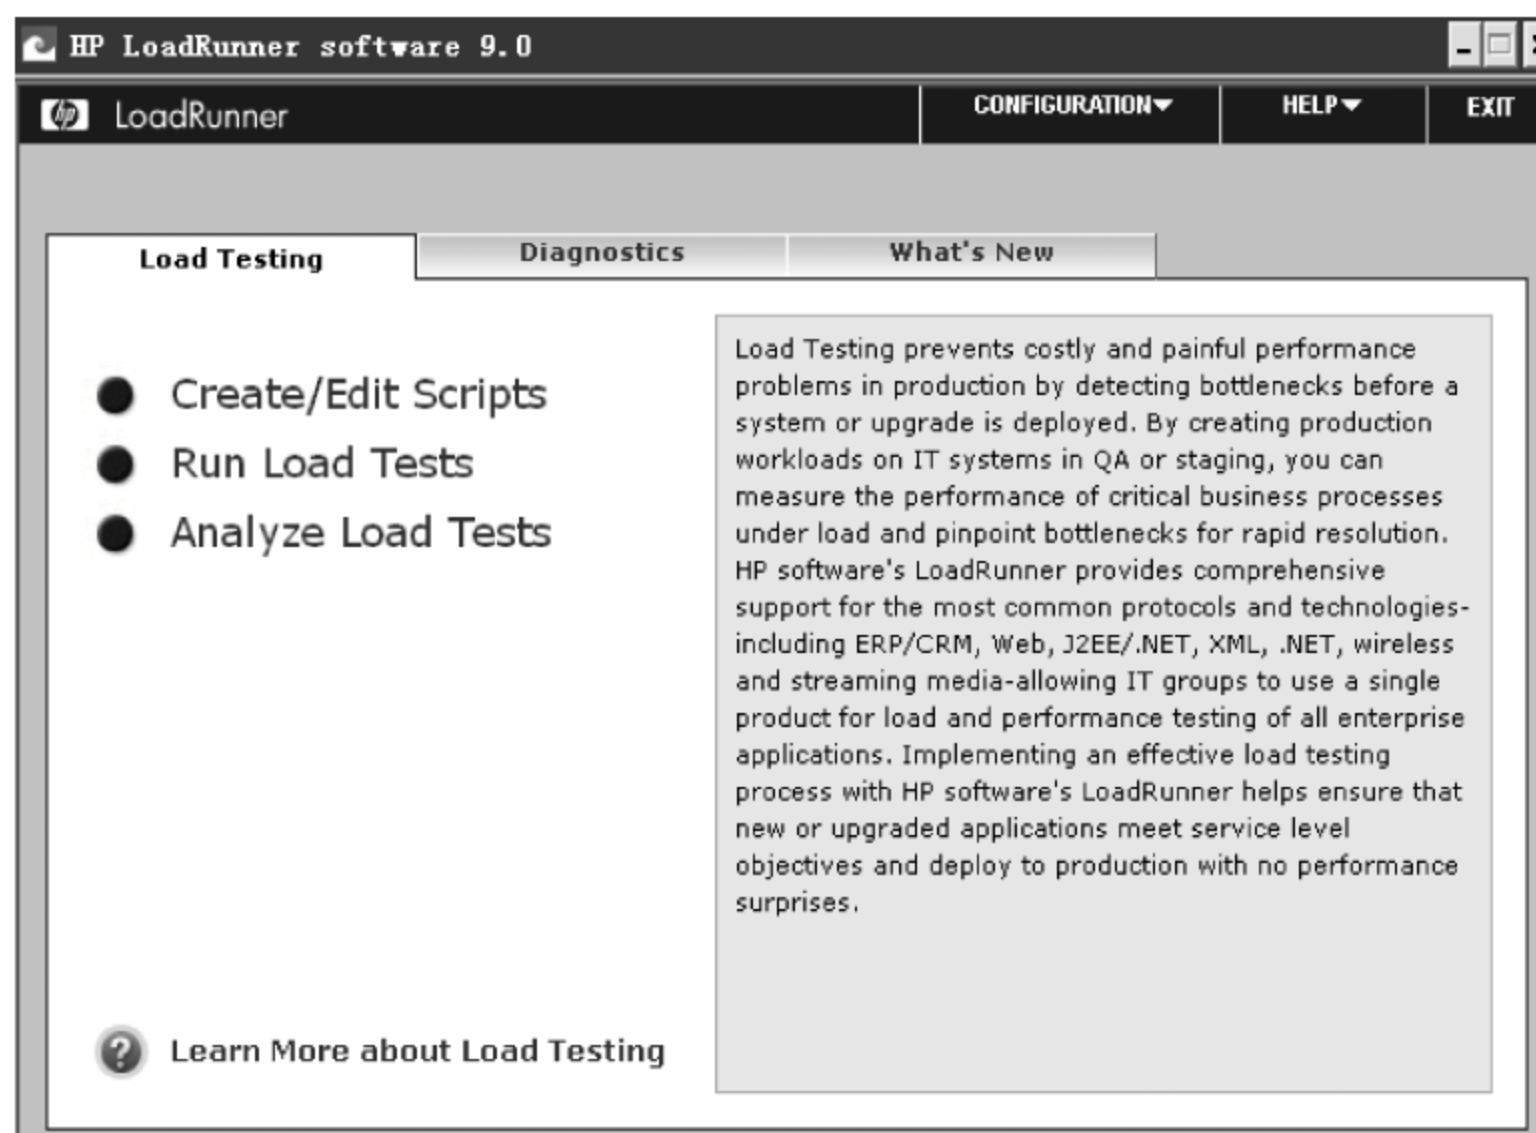 HP LoadRunner software 9.0
hp LoadRunner
CONFIGURATION HELP EXIT
Load Testing Diagnostics What's New
Create/Edit Scripts
Run Load Tests
Analyze Load Tests
Learn More about Load Testing
Load Testing prevents costly and painful performance
problems in production by detecting bottlenecks before a
system or upgrade is deployed. By creating production
workloads on IT systems in QA or staging, you can
measure the performance of critical business processes
under load and pinpoint bottlenecks for rapid resolution.
HP software's LoadRunner provides comprehensive
support for the most common protocols and technologies-
including ERP/CRM, Web, J2EE/.NET, XML, .NET, wireless
and streaming media-allowing IT groups to use a single
product for load and performance testing of all enterprise
applications. Implementing an effective load testing
process with HP software's LoadRunner helps ensure that
new or upgraded applications meet service level
objectives and deploy to production with no performance
surprises.